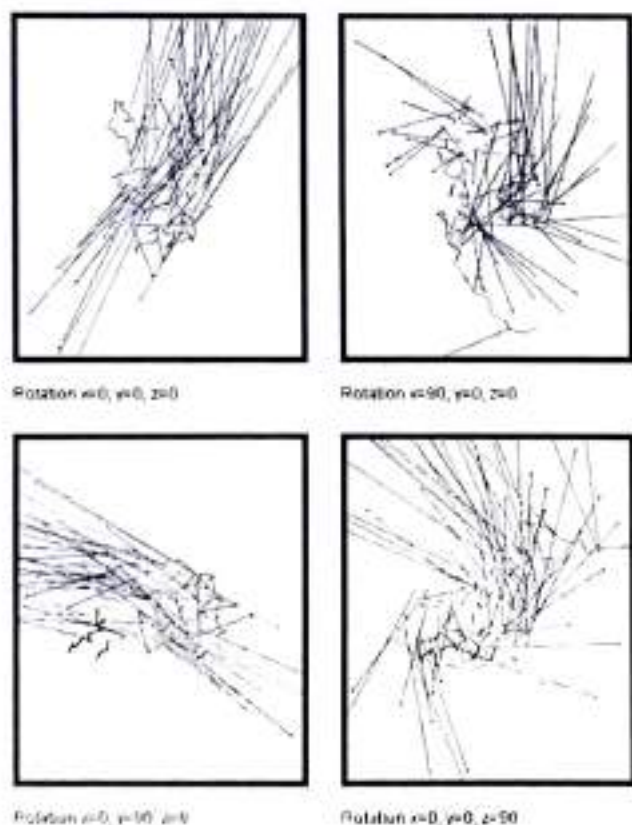 Rotation x=0, y=0, z=0
Rotation x=90, y=0, z=0
Rotation x=0, y=90, z=0
Rotation x=0, y=0, z=90